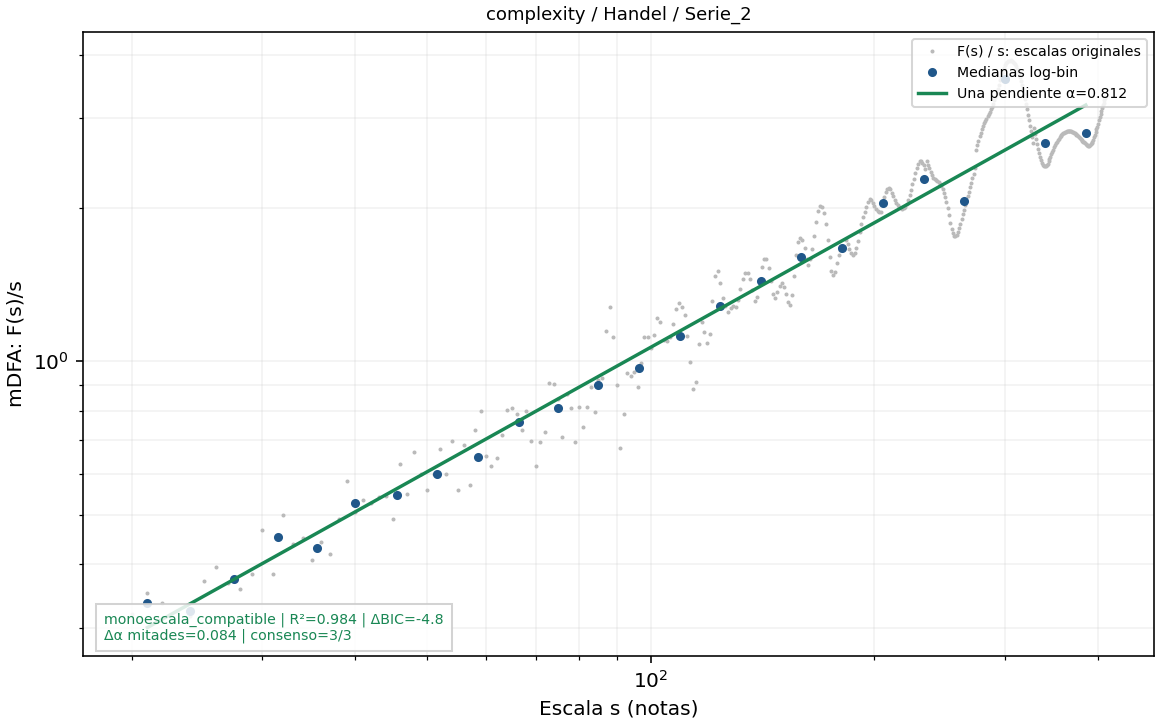 complexity / Handel / Serie_2
F(s) / s: escalas originales
Medianas log-bin
Una pendiente α=0.812
mDFA: F(s)/s
10⁰
monoescala_compatible | R²=0.984 | ΔBIC=-4.8
Δα mitades=0.084 | consenso=3/3
10²
Escala s (notas)